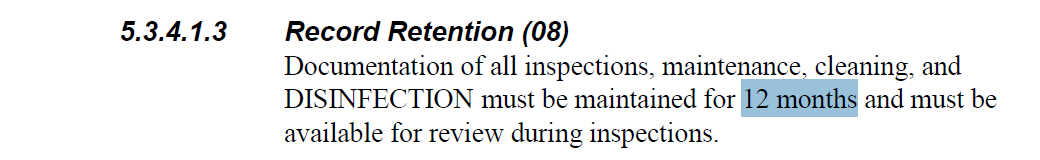 5.3.4.1.3 Record Retention (08)
Documentation of all inspections, maintenance, cleaning, and
DISINFECTION must be maintained for 12 months and must be
available for review during inspections.